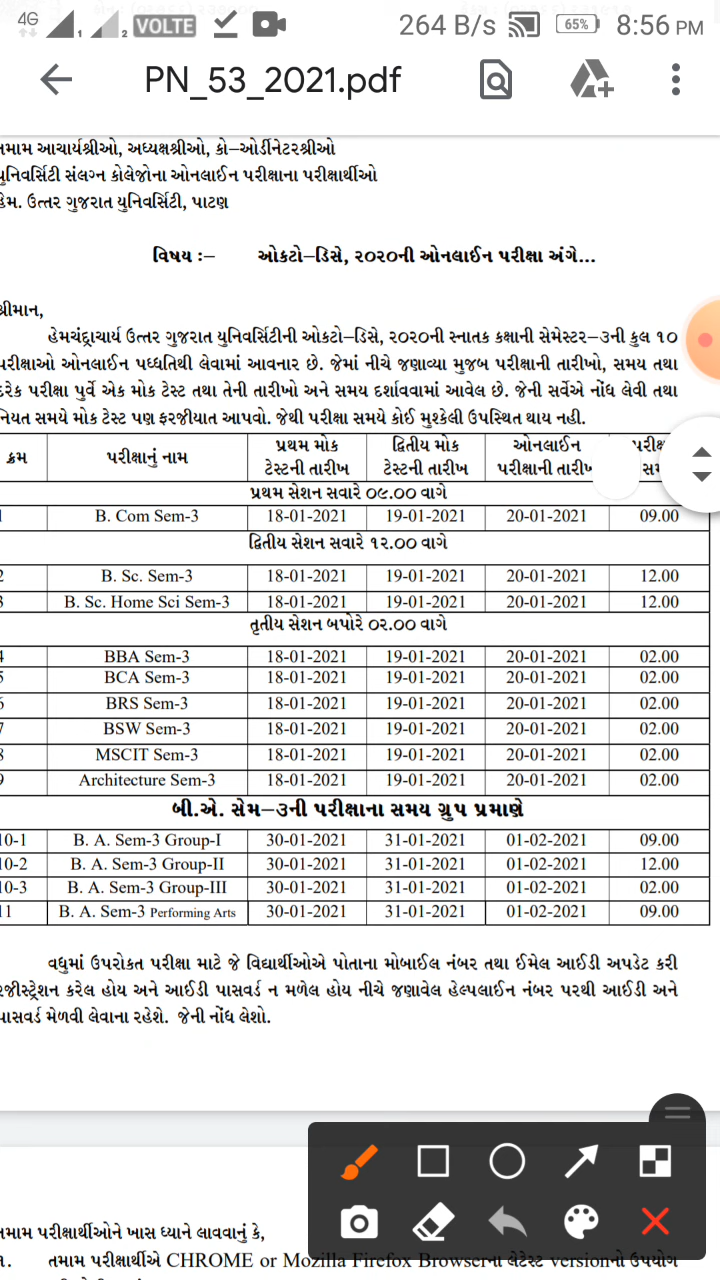 4G 1 2 VOLTE 264 B/s 65% 8:56 PM
PN_53_2021.pdf
તમામ આચાર્યશ્રીઓ, અધ્યક્ષશ્રીઓ, કો–ઓર્ડીનેટરશ્રીઓ
યુનિવર્સિટી સંલગ્ન કોલેજોના ઓનલાઈન પરીક્ષાના પરીક્ષાર્થીઓ
હેમ. ઉત્તર ગુજરાત યુનિવર્સિટી, પાટણ
વિષય :– ઓકટો–ડિસે, ૨૦૨૦ની ઓનલાઈન પરીક્ષા અંગે...
શ્રીમાન,
હેમચંદ્રાચાર્ય ઉત્તર ગુજરાત યુનિવર્સિટીની ઓકટો–ડિસે, ૨૦૨૦ની સ્નાતક કક્ષાની સેમેસ્ટર–૩ની કુલ ૧૦
પરીક્ષાઓ ઓનલાઈન પધ્ધતિથી લેવામાં આવનાર છે. જેમાં નીચે જણાવ્યા મુજબ પરીક્ષાની તારીખો, સમય તથા
દરેક પરીક્ષા પુર્વે એક મોક ટેસ્ટ તથા તેની તારીખો અને સમય દર્શાવવામાં આવેલ છે. જેની સર્વેએ નોંધ લેવી તથા
નિયત સમયે મોક ટેસ્ટ પણ ફરજીયાત આપવો. જેથી પરીક્ષા સમયે કોઈ મુશ્કેલી ઉપસ્થિત થાય નહી.
ક્રમ પરીક્ષાનું નામ પ્રથમ મોક ટેસ્ટની તારીખ દ્વિતીય મોક ટેસ્ટની તારીખ ઓનલાઈન પરીક્ષાની તારીખ
પ્રથમ સેશન સવારે ૦૯.૦૦ વાગે
1 B. Com Sem-3 18-01-2021 19-01-2021 20-01-2021 09.00
દ્વિતીય સેશન સવારે ૧૨.૦૦ વાગે
2 B. Sc. Sem-3 18-01-2021 19-01-2021 20-01-2021 12.00
3 B. Sc. Home Sci Sem-3 18-01-2021 19-01-2021 20-01-2021 12.00
તૃતીય સેશન બપોરે ૦૨.૦૦ વાગે
4 BBA Sem-3 18-01-2021 19-01-2021 20-01-2021 02.00
5 BCA Sem-3 18-01-2021 19-01-2021 20-01-2021 02.00
6 BRS Sem-3 18-01-2021 19-01-2021 20-01-2021 02.00
7 BSW Sem-3 18-01-2021 19-01-2021 20-01-2021 02.00
8 MSCIT Sem-3 18-01-2021 19-01-2021 20-01-2021 02.00
9 Architecture Sem-3 18-01-2021 19-01-2021 20-01-2021 02.00
બી.એ. સેમ–૩ની પરીક્ષાના સમય ગ્રુપ પ્રમાણે
10-1 B. A. Sem-3 Group-I 30-01-2021 31-01-2021 01-02-2021 09.00
10-2 B. A. Sem-3 Group-II 30-01-2021 31-01-2021 01-02-2021 12.00
10-3 B. A. Sem-3 Group-III 30-01-2021 31-01-2021 01-02-2021 02.00
11 B. A. Sem-3 Performing Arts 30-01-2021 31-01-2021 01-02-2021 09.00
વધુમાં ઉપરોકત પરીક્ષા માટે જે વિદ્યાર્થીઓએ પોતાના મોબાઈલ નંબર તથા ઈમેલ આઈડી અપડેટ કરી
રજીસ્ટ્રેશન કરેલ હોય અને આઈડી પાસવર્ડ ન મળેલ હોય નીચે જણાવેલ હેલ્પલાઈન નંબર પરથી આઈડી અને
પાસવર્ડ મેળવી લેવાના રહેશે. જેની નોંધ લેશો.
તમામ પરીક્ષાર્થીઓને ખાસ ધ્યાને લાવવાનું કે,
તમામ પરીક્ષાર્થીએ CHROME or Mozilla Firefox Browserના લેટેસ્ટ versionનો ઉપયોગ